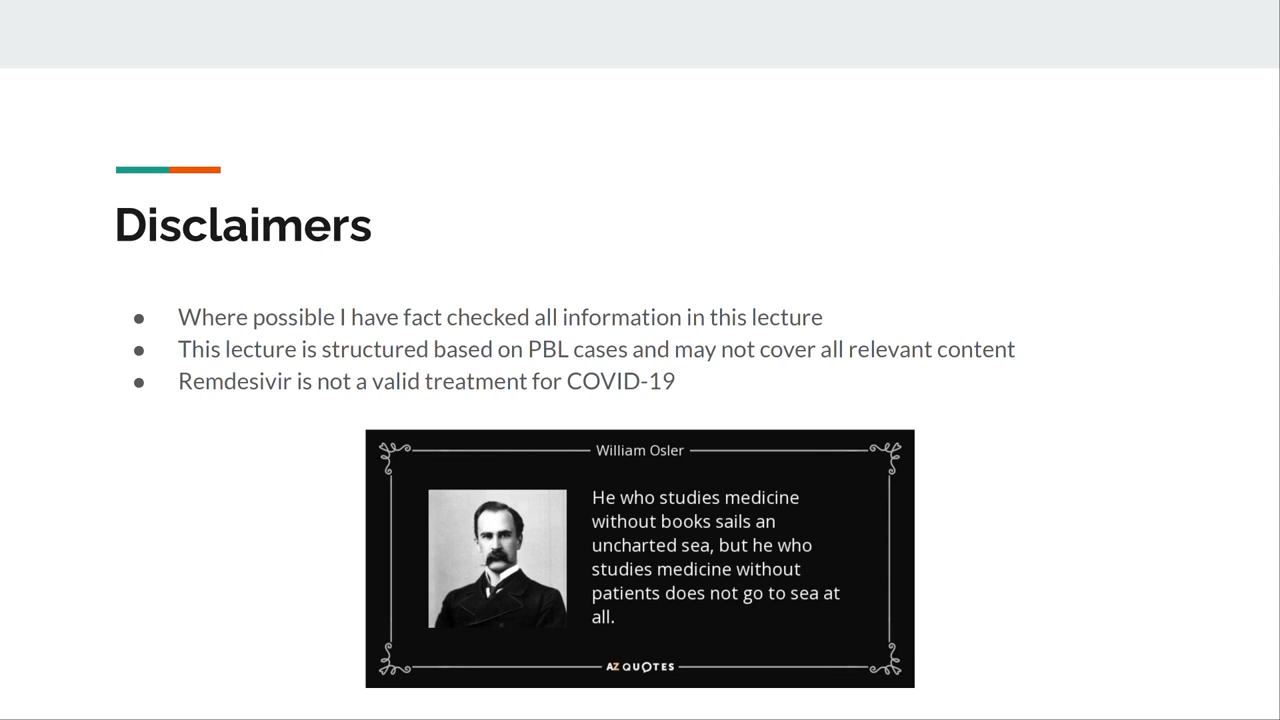 Disclaimers
● Where possible I have fact checked all information in this lecture
● This lecture is structured based on PBL cases and may not cover all relevant content
● Remdesivir is not a valid treatment for COVID-19
William Osler
He who studies medicine
without books sails an
uncharted sea, but he who
studies medicine without
patients does not go to sea at
all.
AZ QUOTES